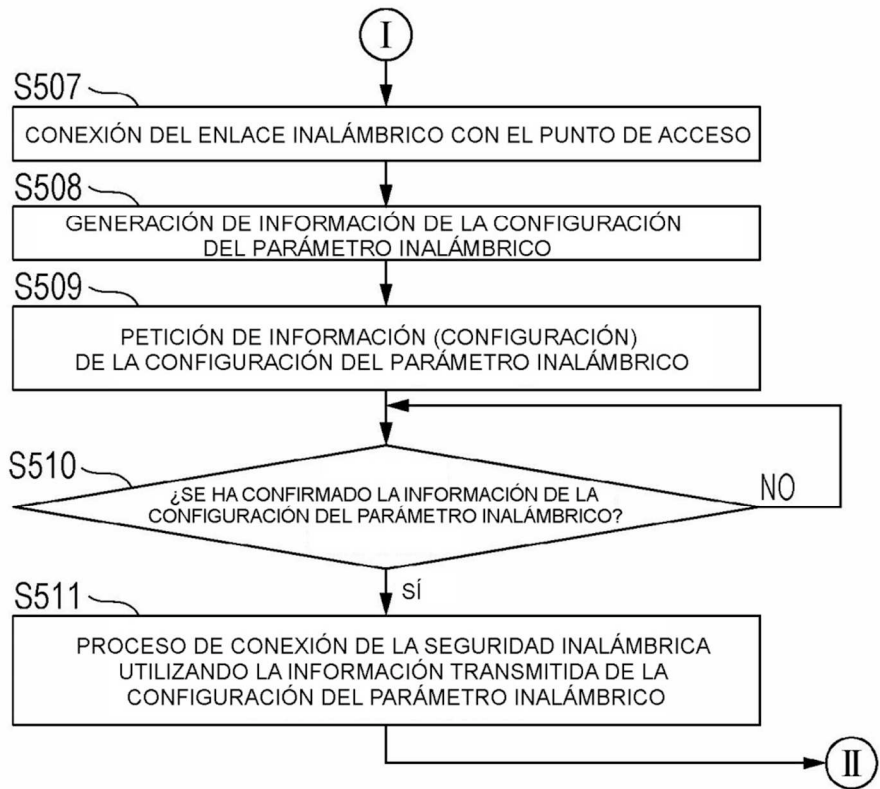 I
S507
CONEXIÓN DEL ENLACE INALÁMBRICO CON EL PUNTO DE ACCESO
S508
GENERACIÓN DE INFORMACIÓN DE LA CONFIGURACIÓN
DEL PARÁMETRO INALÁMBRICO
S509
PETICIÓN DE INFORMACIÓN (CONFIGURACIÓN)
DE LA CONFIGURACIÓN DEL PARÁMETRO INALÁMBRICO
S510
¿SE HA CONFIRMADO LA INFORMACIÓN DE LA
CONFIGURACIÓN DEL PARÁMETRO INALÁMBRICO?
NO
SÍ
S511
PROCESO DE CONEXIÓN DE LA SEGURIDAD INALÁMBRICA
UTILIZANDO LA INFORMACIÓN TRANSMITIDA DE LA
CONFIGURACIÓN DEL PARÁMETRO INALÁMBRICO
II